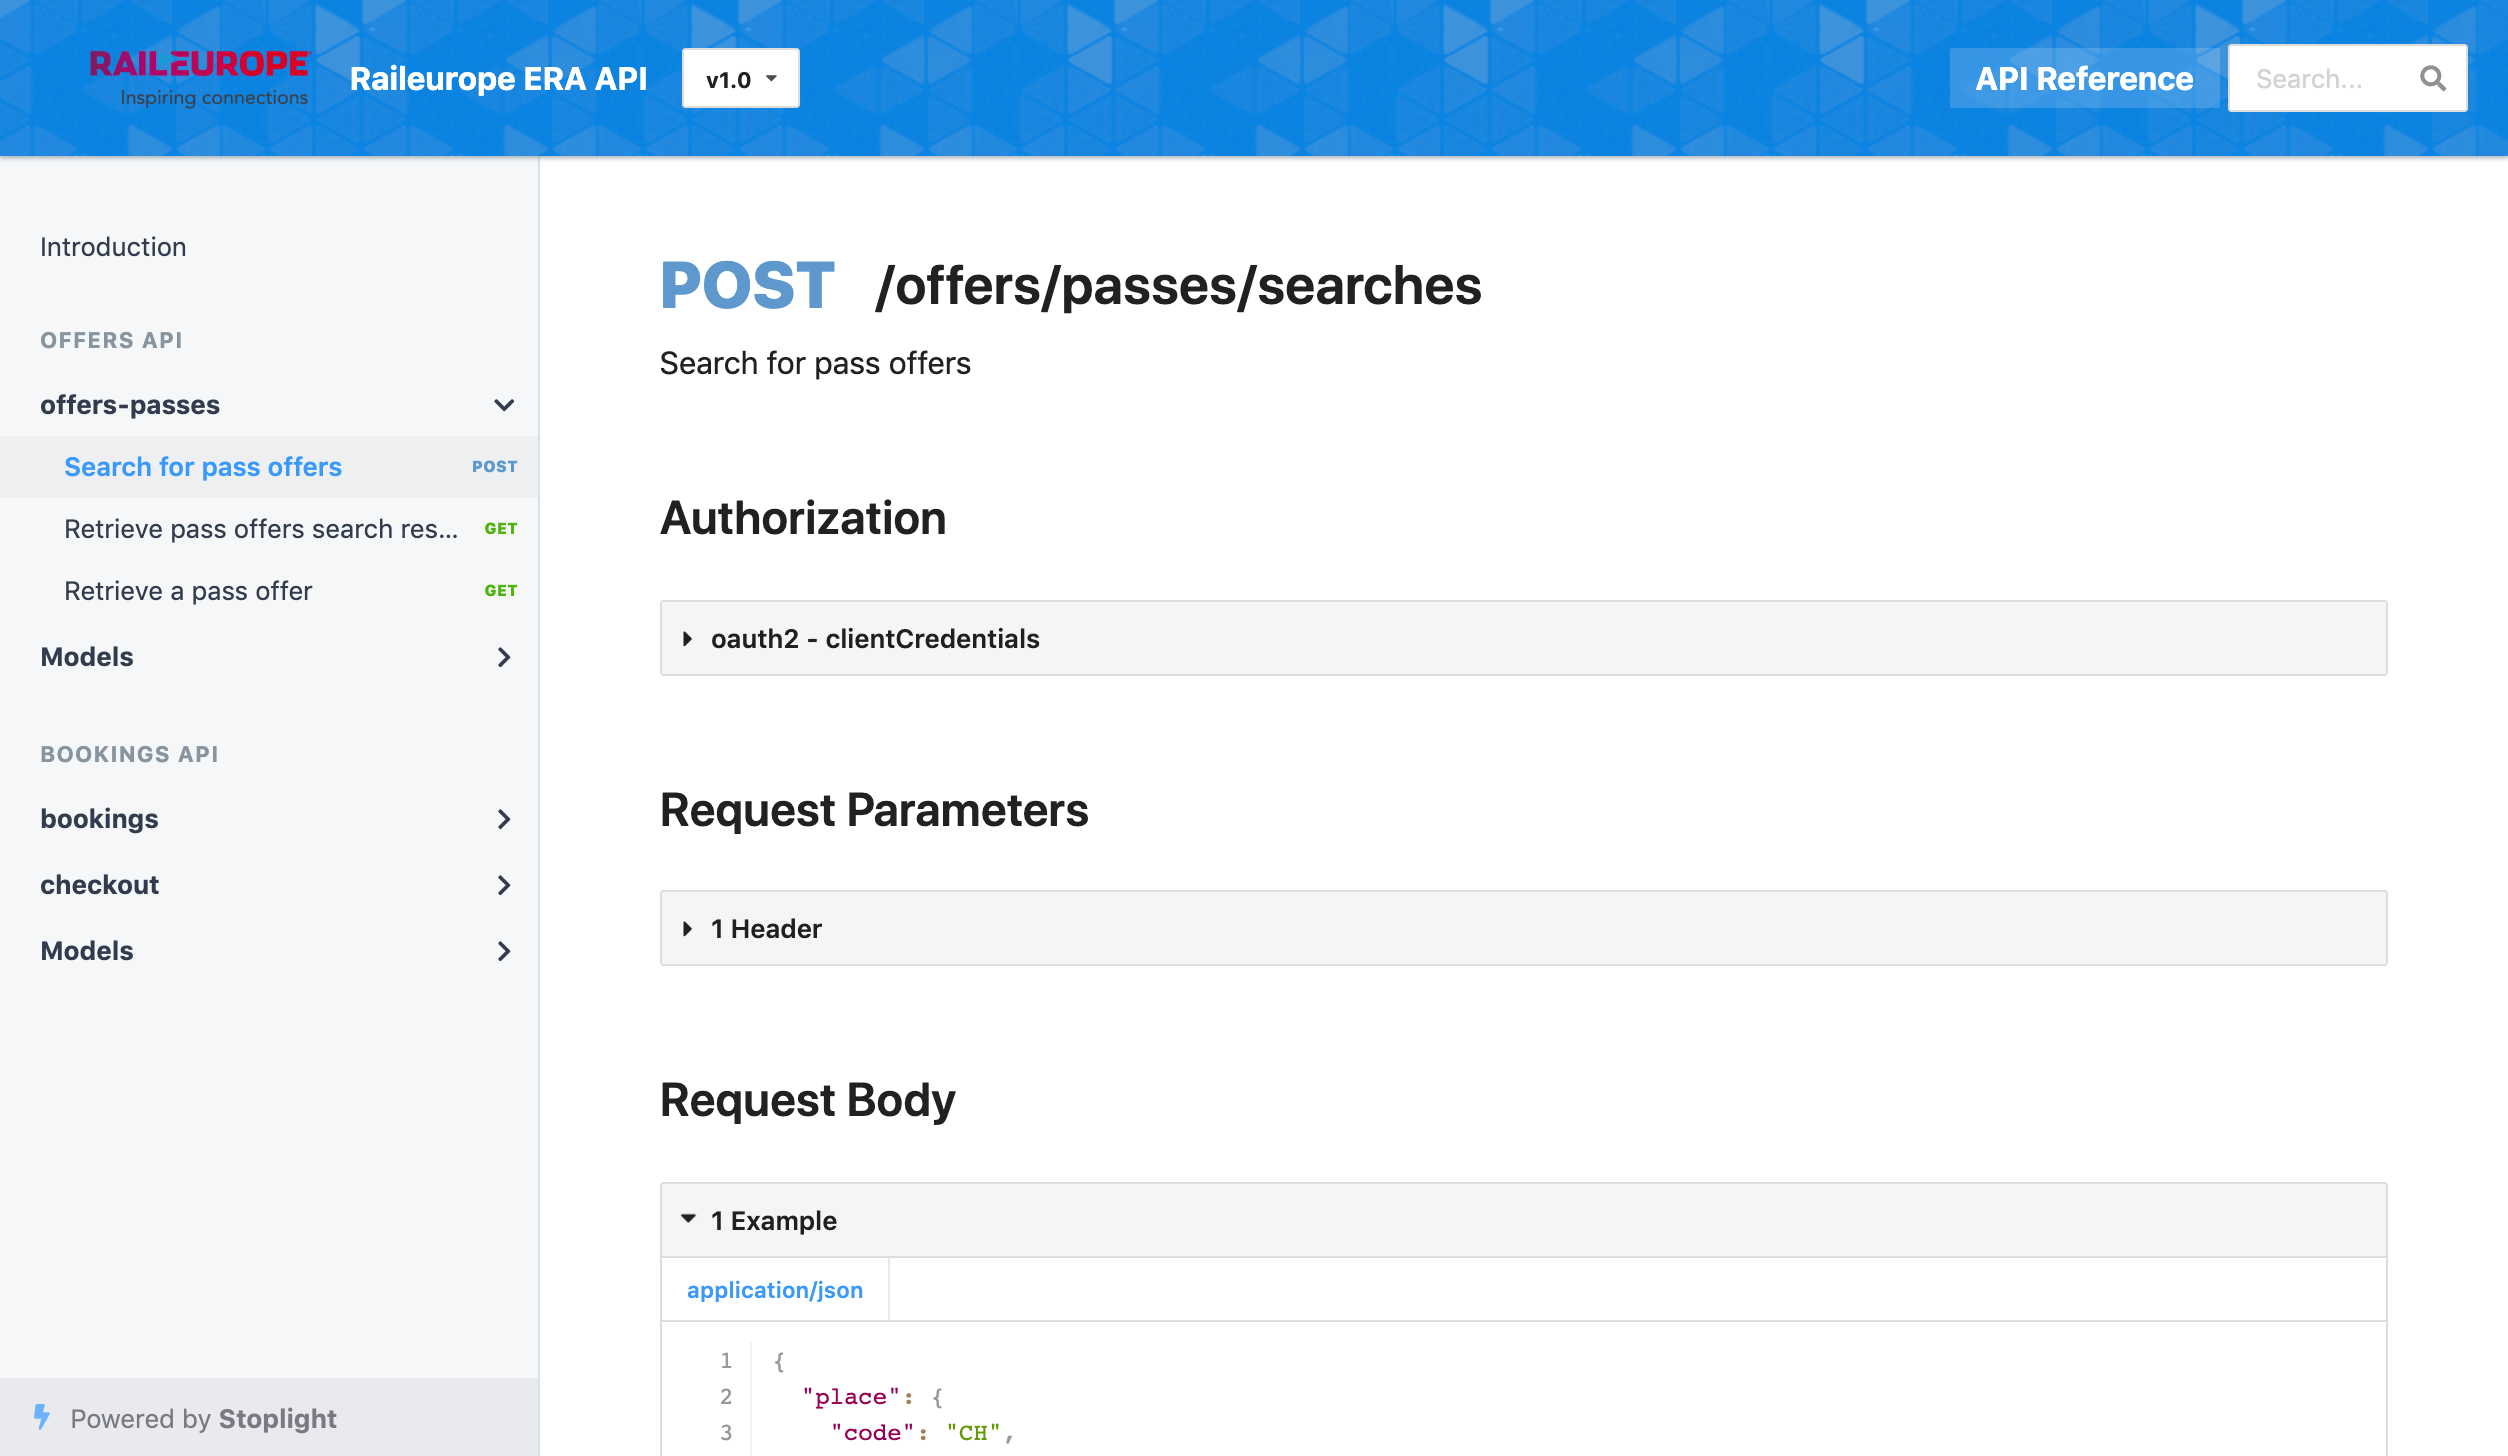 RAILEUROPE
Inspiring connections
Raileurope ERA API
v1.0
API Reference
Search...
Introduction
OFFERS API
offers-passes
Search for pass offers POST
Retrieve pass offers search res... GET
Retrieve a pass offer GET
Models
BOOKINGS API
bookings
checkout
Models
Powered by Stoplight
POST /offers/passes/searches
Search for pass offers
Authorization
oauth2 - clientCredentials
Request Parameters
1 Header
Request Body
1 Example
application/json
1 {
2 "place": {
3 "code": "CH",